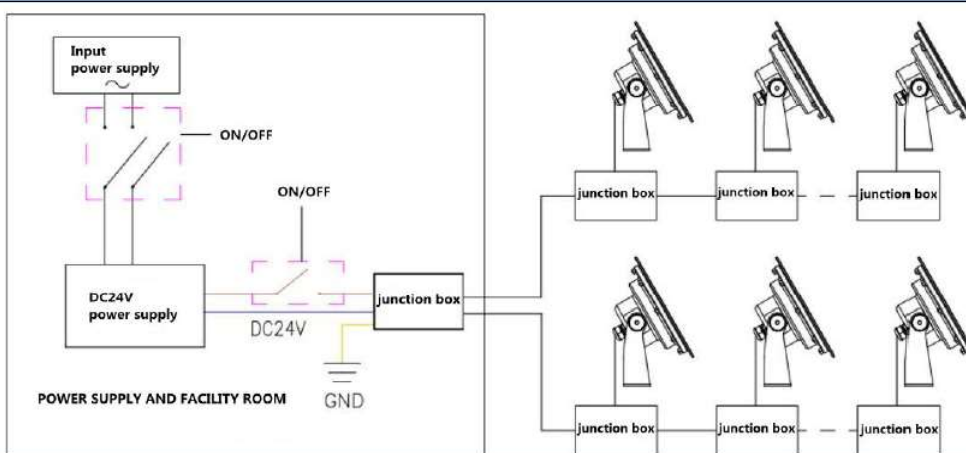 Input
power supply
ON/OFF
ON/OFF
DC24V
power supply
DC24V
junction box
GND
POWER SUPPLY AND FACILITY ROOM
junction box
junction box
junction box
junction box
junction box
junction box